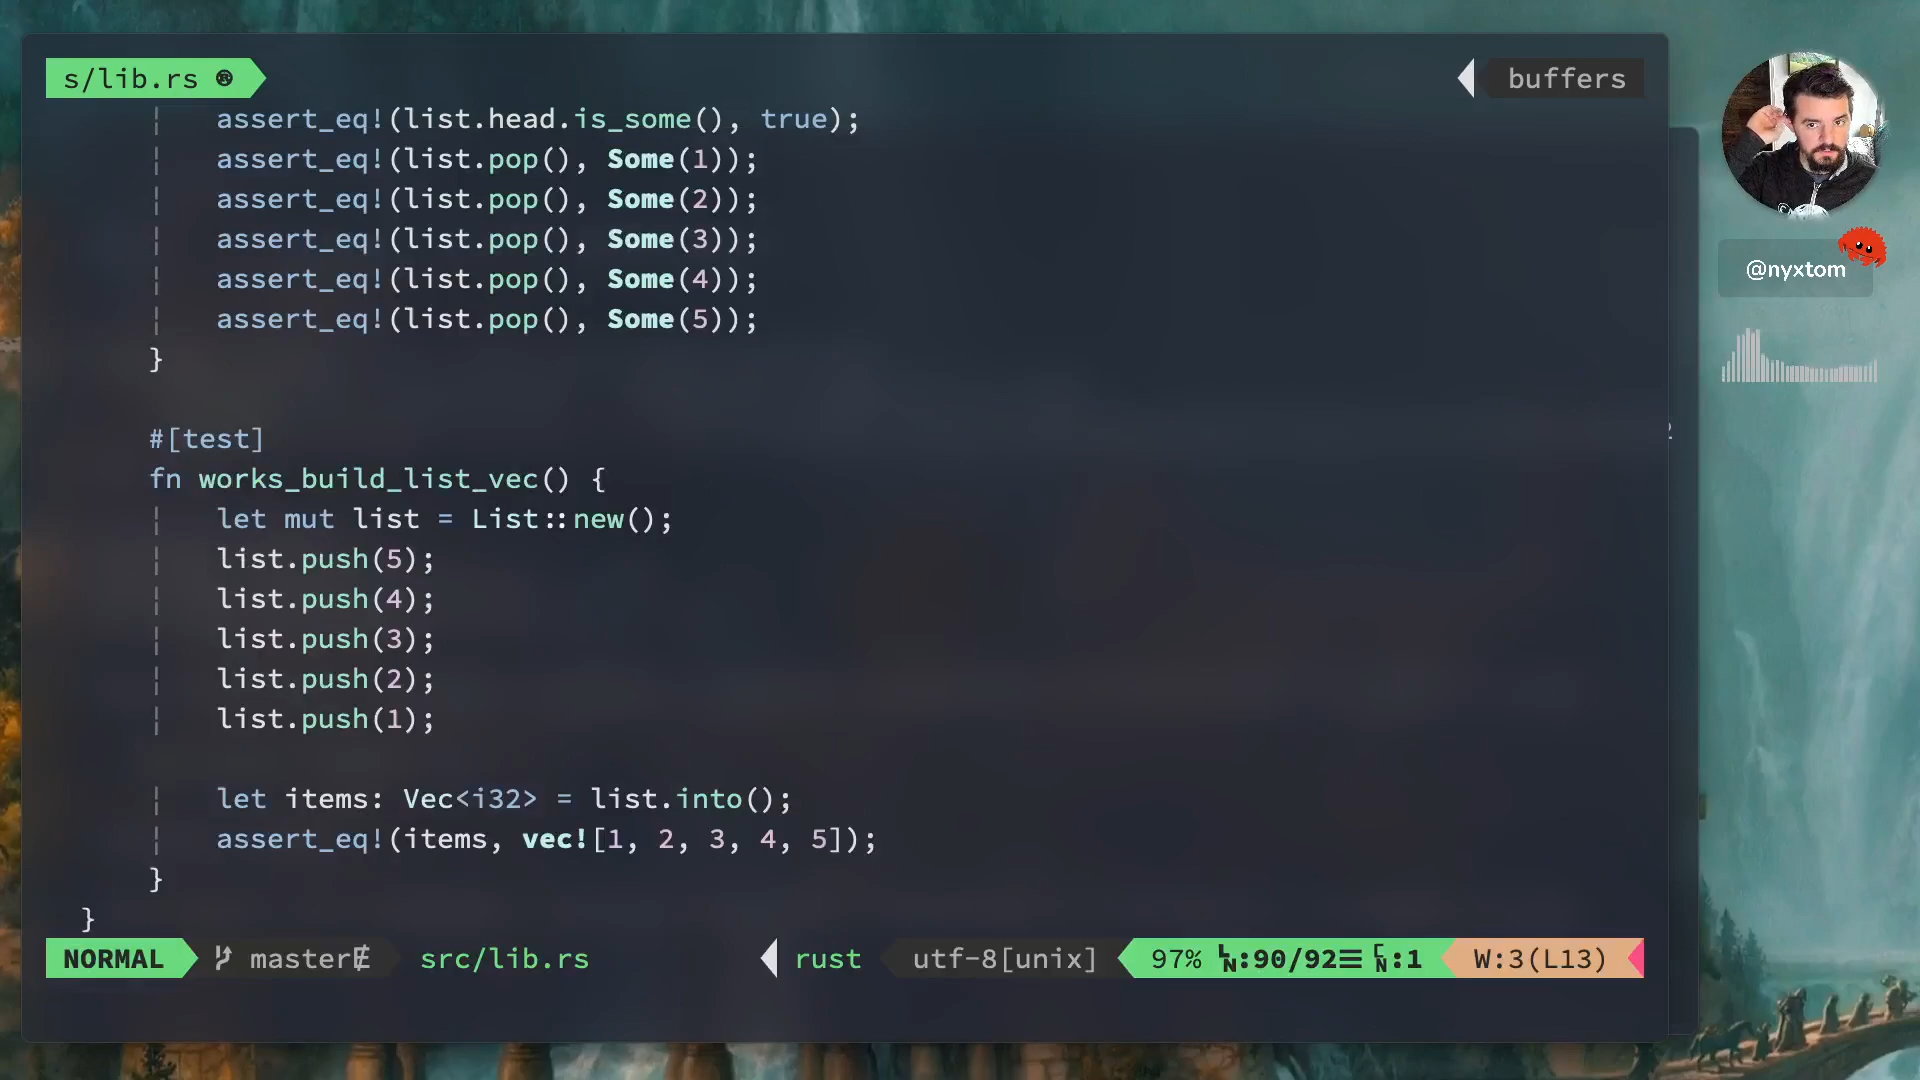 s/lib.rs
buffers
assert_eq!(list.head.is_some(), true);
assert_eq!(list.pop(), Some(1));
assert_eq!(list.pop(), Some(2));
assert_eq!(list.pop(), Some(3));
assert_eq!(list.pop(), Some(4));
assert_eq!(list.pop(), Some(5));
}
#[test]
fn works_build_list_vec() {
let mut list = List::new();
list.push(5);
list.push(4);
list.push(3);
list.push(2);
list.push(1);
let items: Vec<i32> = list.into();
assert_eq!(items, vec![1, 2, 3, 4, 5]);
}
}
NORMAL master src/lib.rs rust utf-8[unix] 97% LN:90/92☰ CN:1 W:3(L13)
@nyxtom